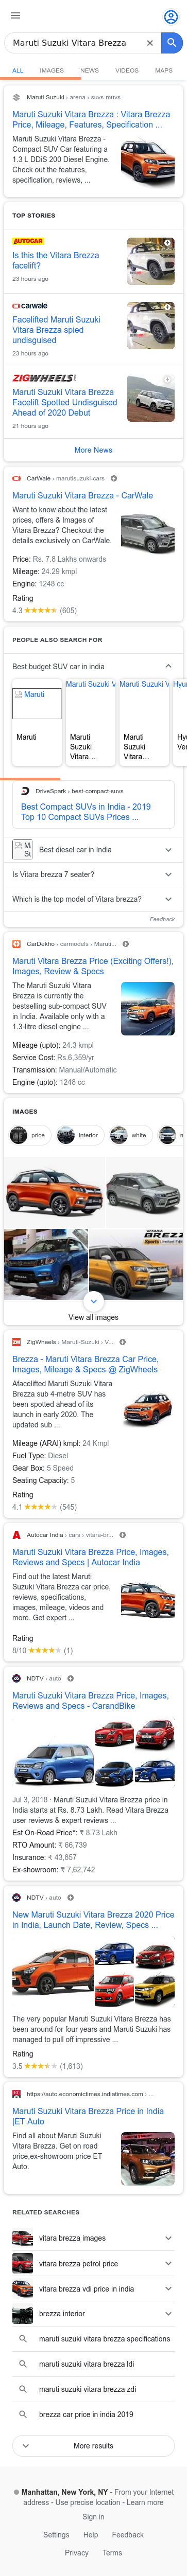 Maruti Suzuki Vitara Brezza
ALL IMAGES NEWS VIDEOS MAPS
Maruti Suzuki › arena › suvs-muvs
Maruti Suzuki Vitara Brezza : Vitara Brezza
Price, Mileage, Features, Specification ...
Maruti Suzuki Vitara Brezza -
Compact SUV Car featuring a
1.3 L DDiS 200 Diesel Engine.
Check out the features,
specification, reviews, ...
TOP STORIES
AUTOCAR
Is this the Vitara Brezza
facelift?
23 hours ago
carwale
Facelifted Maruti Suzuki
Vitara Brezza spied
undisguised
23 hours ago
ZIGWHEELS
Maruti Suzuki Vitara Brezza
Facelift Spotted Undisguised
Ahead of 2020 Debut
21 hours ago
More News
CarWale › marutisuzuki-cars
Maruti Suzuki Vitara Brezza - CarWale
Want to know about the latest
prices, offers & Images of
Vitara Brezza? Checkout the
details exclusively on CarWale.
Price: Rs. 7.8 Lakhs onwards
Mileage: 24.29 kmpl
Engine: 1248 cc
Rating
4.3 ★★★★★ (605)
PEOPLE ALSO SEARCH FOR
Best budget SUV car in india
Maruti Maruti Suzuki V Maruti Suzuki V Hyun
Maruti Maruti Suzuki Vitara... Maruti Suzuki Vitara... Hyu Ver
DriveSpark › best-compact-suvs
Best Compact SUVs in India - 2019
Top 10 Compact SUVs Prices ...
Best diesel car in India
Is Vitara brezza 7 seater?
Which is the top model of Vitara brezza?
Feedback
CarDekho › carmodels › Maruti...
Maruti Vitara Brezza Price (Exciting Offers!),
Images, Review & Specs
The Maruti Suzuki Vitara
Brezza is currently the
bestselling sub-compact SUV
in India. Available only with a
1.3-litre diesel engine ...
Mileage (upto): 24.3 kmpl
Service Cost: Rs.6,359/yr
Transmission: Manual/Automatic
Engine (upto): 1248 cc
IMAGES
price interior white
View all images
ZigWheels › Maruti-Suzuki › V...
Brezza - Maruti Vitara Brezza Car Price,
Images, Mileage & Specs @ ZigWheels
Afacelifted Maruti Suzuki Vitara
Brezza sub 4-metre SUV has
been spotted ahead of its
launch in early 2020. The
updated sub ...
Mileage (ARAI) kmpl: 24 Kmpl
Fuel Type: Diesel
Gear Box: 5 Speed
Seating Capacity: 5
Rating
4.1 ★★★★★ (545)
Autocar India › cars › vitara-br...
Maruti Suzuki Vitara Brezza Price, Images,
Reviews and Specs | Autocar India
Find out the latest Maruti
Suzuki Vitara Brezza car price,
reviews, specifications,
images, mileage, videos and
more. Get expert ...
Rating
8/10 ★★★★★ (1)
NDTV › auto
Maruti Suzuki Vitara Brezza Price, Images,
Reviews and Specs - CarandBike
Jul 3, 2018 · Maruti Suzuki Vitara Brezza price in
India starts at Rs. 8.73 Lakh. Read Vitara Brezza
user reviews & expert reviews ...
Est On-Road Price*: ₹ 8.73 Lakh
RTO Amount: ₹ 66,739
Insurance: ₹ 43,857
Ex-showroom: ₹ 7,62,742
NDTV › auto
New Maruti Suzuki Vitara Brezza 2020 Price
in India, Launch Date, Review, Specs ...
The very popular Maruti Suzuki Vitara Brezza has
been around for four years and Maruti Suzuki has
managed to pull off impressive ...
Rating
3.5 ★★★★★ (1,613)
https://auto.economictimes.indiatimes.com › ...
Maruti Suzuki Vitara Brezza Price in India
|ET Auto
Find all about Maruti Suzuki
Vitara Brezza. Get on road
price,ex-showroom price ET
Auto.
RELATED SEARCHES
vitara brezza images
vitara brezza petrol price
vitara brezza vdi price in india
brezza interior
maruti suzuki vitara brezza specifications
maruti suzuki vitara brezza ldi
maruti suzuki vitara brezza zdi
brezza car price in india 2019
More results
Manhattan, New York, NY - From your Internet
address - Use precise location - Learn more
Sign in
Settings Help Feedback
Privacy Terms